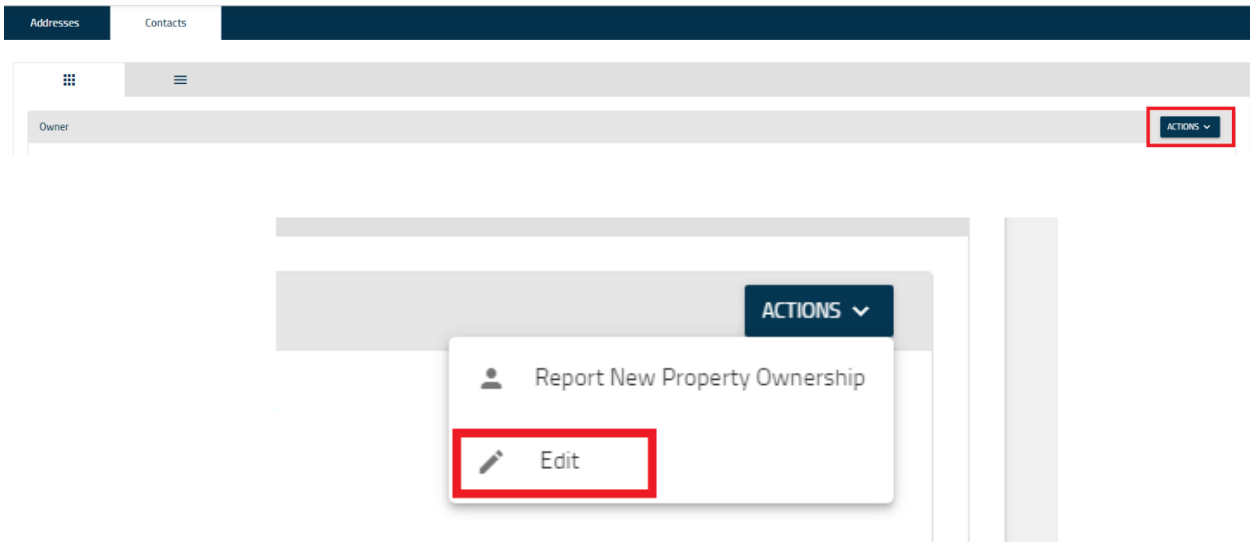 Addresses Contacts
Owner ACTIONS
ACTIONS
Report New Property Ownership
Edit